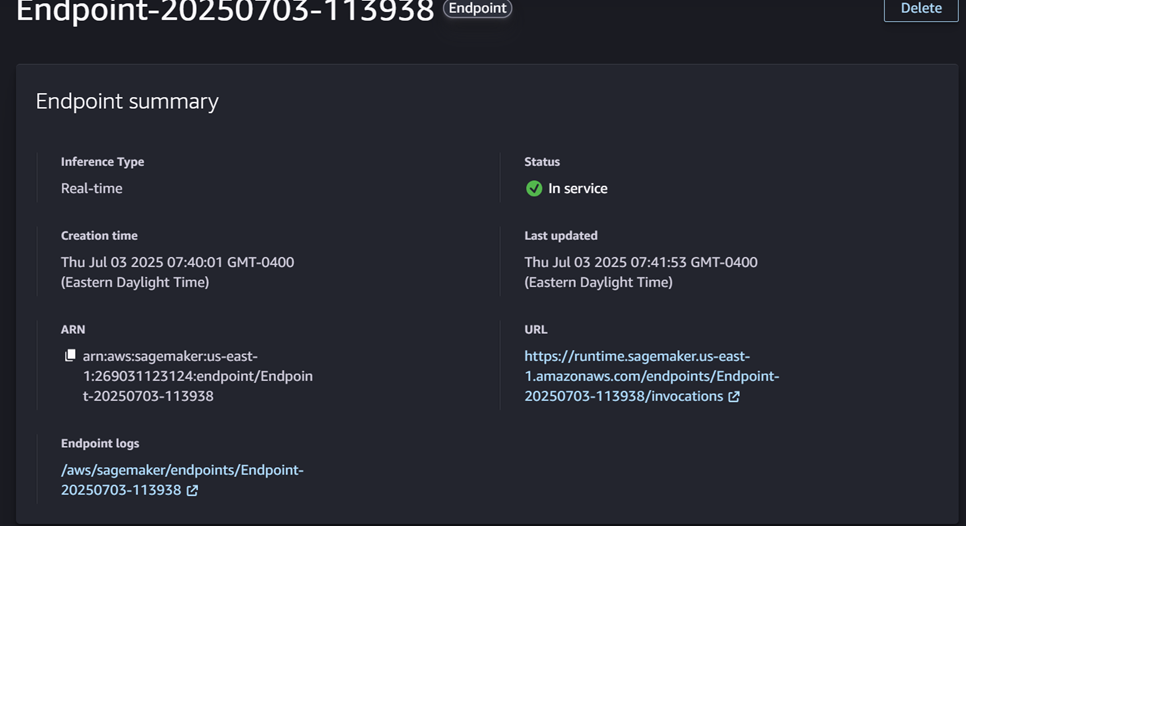 Endpoint-20250703-113938 Endpoint
Delete
Endpoint summary
Inference Type
Real-time
Status
In service
Creation time
Thu Jul 03 2025 07:40:01 GMT-0400
(Eastern Daylight Time)
Last updated
Thu Jul 03 2025 07:41:53 GMT-0400
(Eastern Daylight Time)
ARN
arn:aws:sagemaker:us-east-
1:269031123124:endpoint/Endpoin
t-20250703-113938
URL
https://runtime.sagemaker.us-east-
1.amazonaws.com/endpoints/Endpoint-
20250703-113938/invocations
Endpoint logs
/aws/sagemaker/endpoints/Endpoint-
20250703-113938